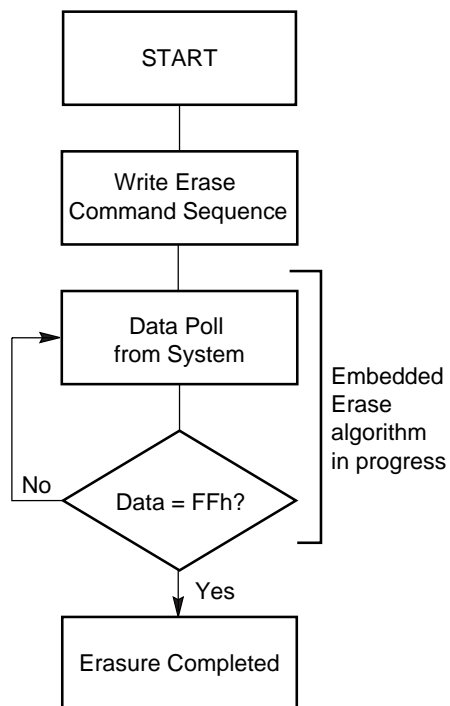 START
Write Erase
Command Sequence
Data Poll
from System
Embedded
Erase
algorithm
in progress
No
Data = FFh?
Yes
Erasure Completed